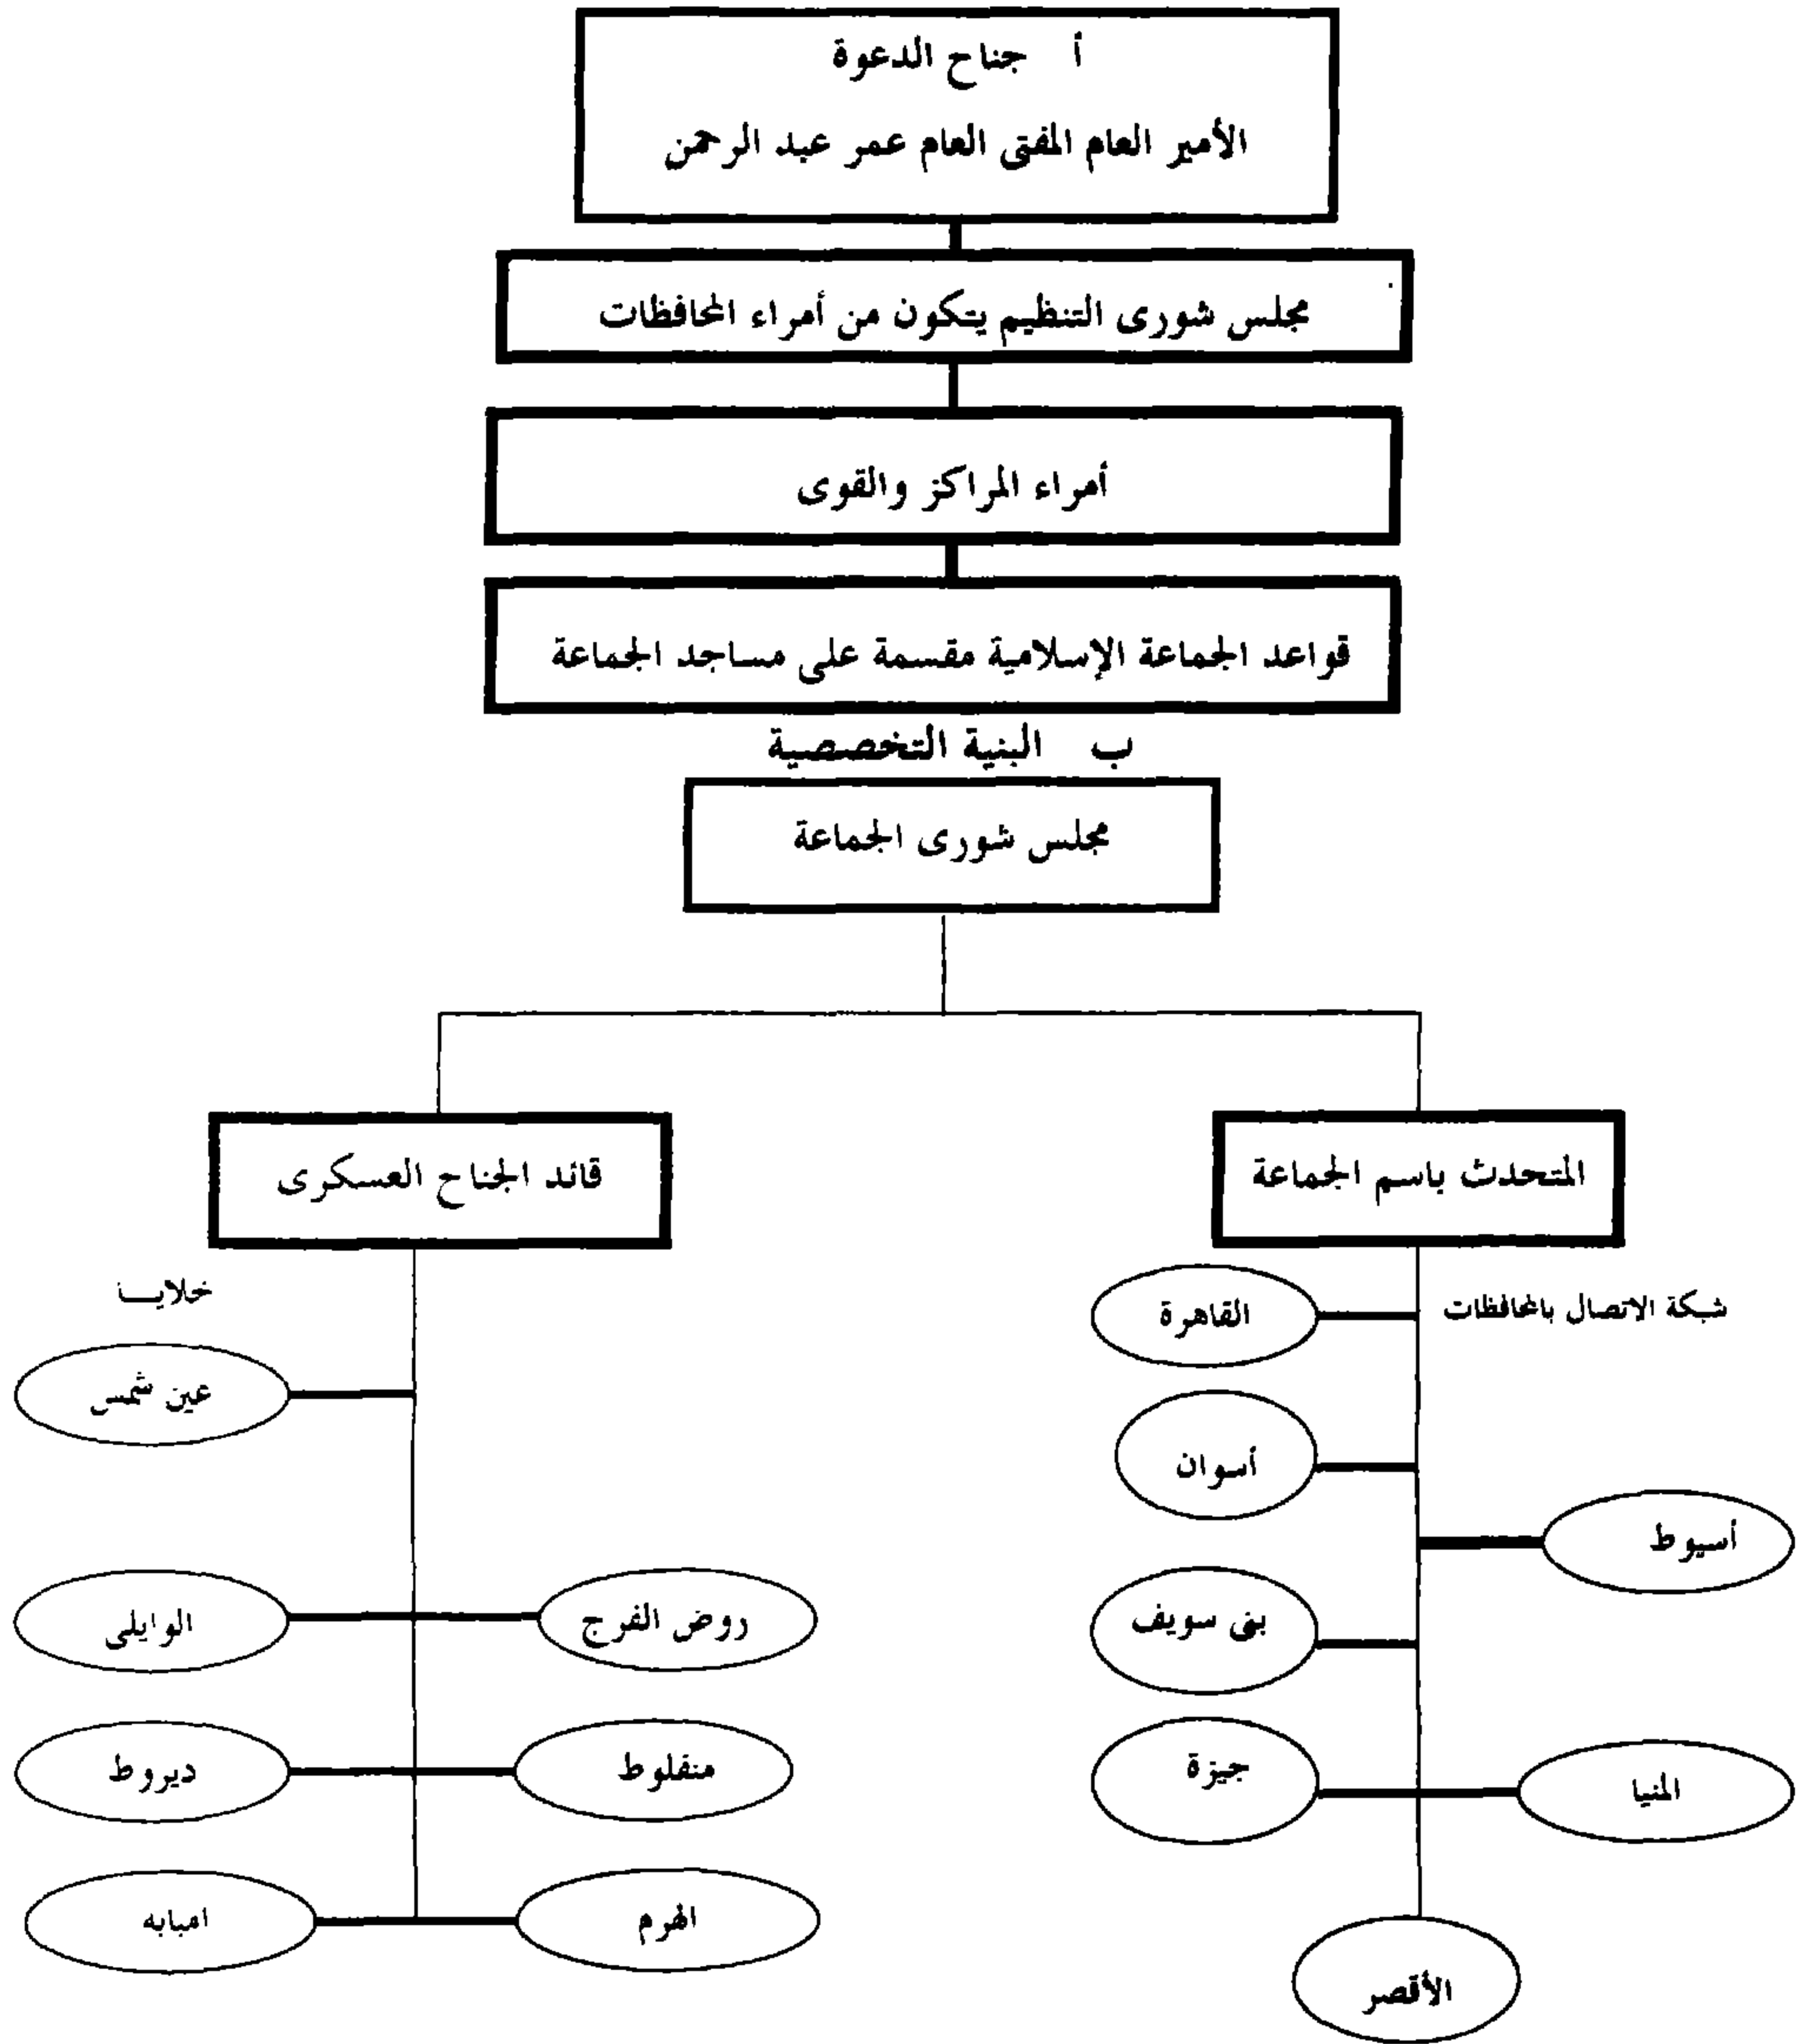 أ جناح الدعوة
الأمير العام المفتى العام عمر عبد الرحمن
مجلس شورى التنظيم يتكون من أمراء المحافظات
أمراء المراكز والقوى
قواعد الجماعة الإسلامية مقسمة على مساجد الجماعة
ب البنية التخصصية
مجلس شورى الجماعة
المتحدث باسم الجماعة
قائد الجناح العسكرى
شبكة الاتصال بالمحافظات
القاهرة
أسوان
أسيوط
بنى سويف
جيزة
المنيا
الأقصر
عين شمس
روض الفرج
الوايلى
منفلوط
ديروط
الهرم
امبابه